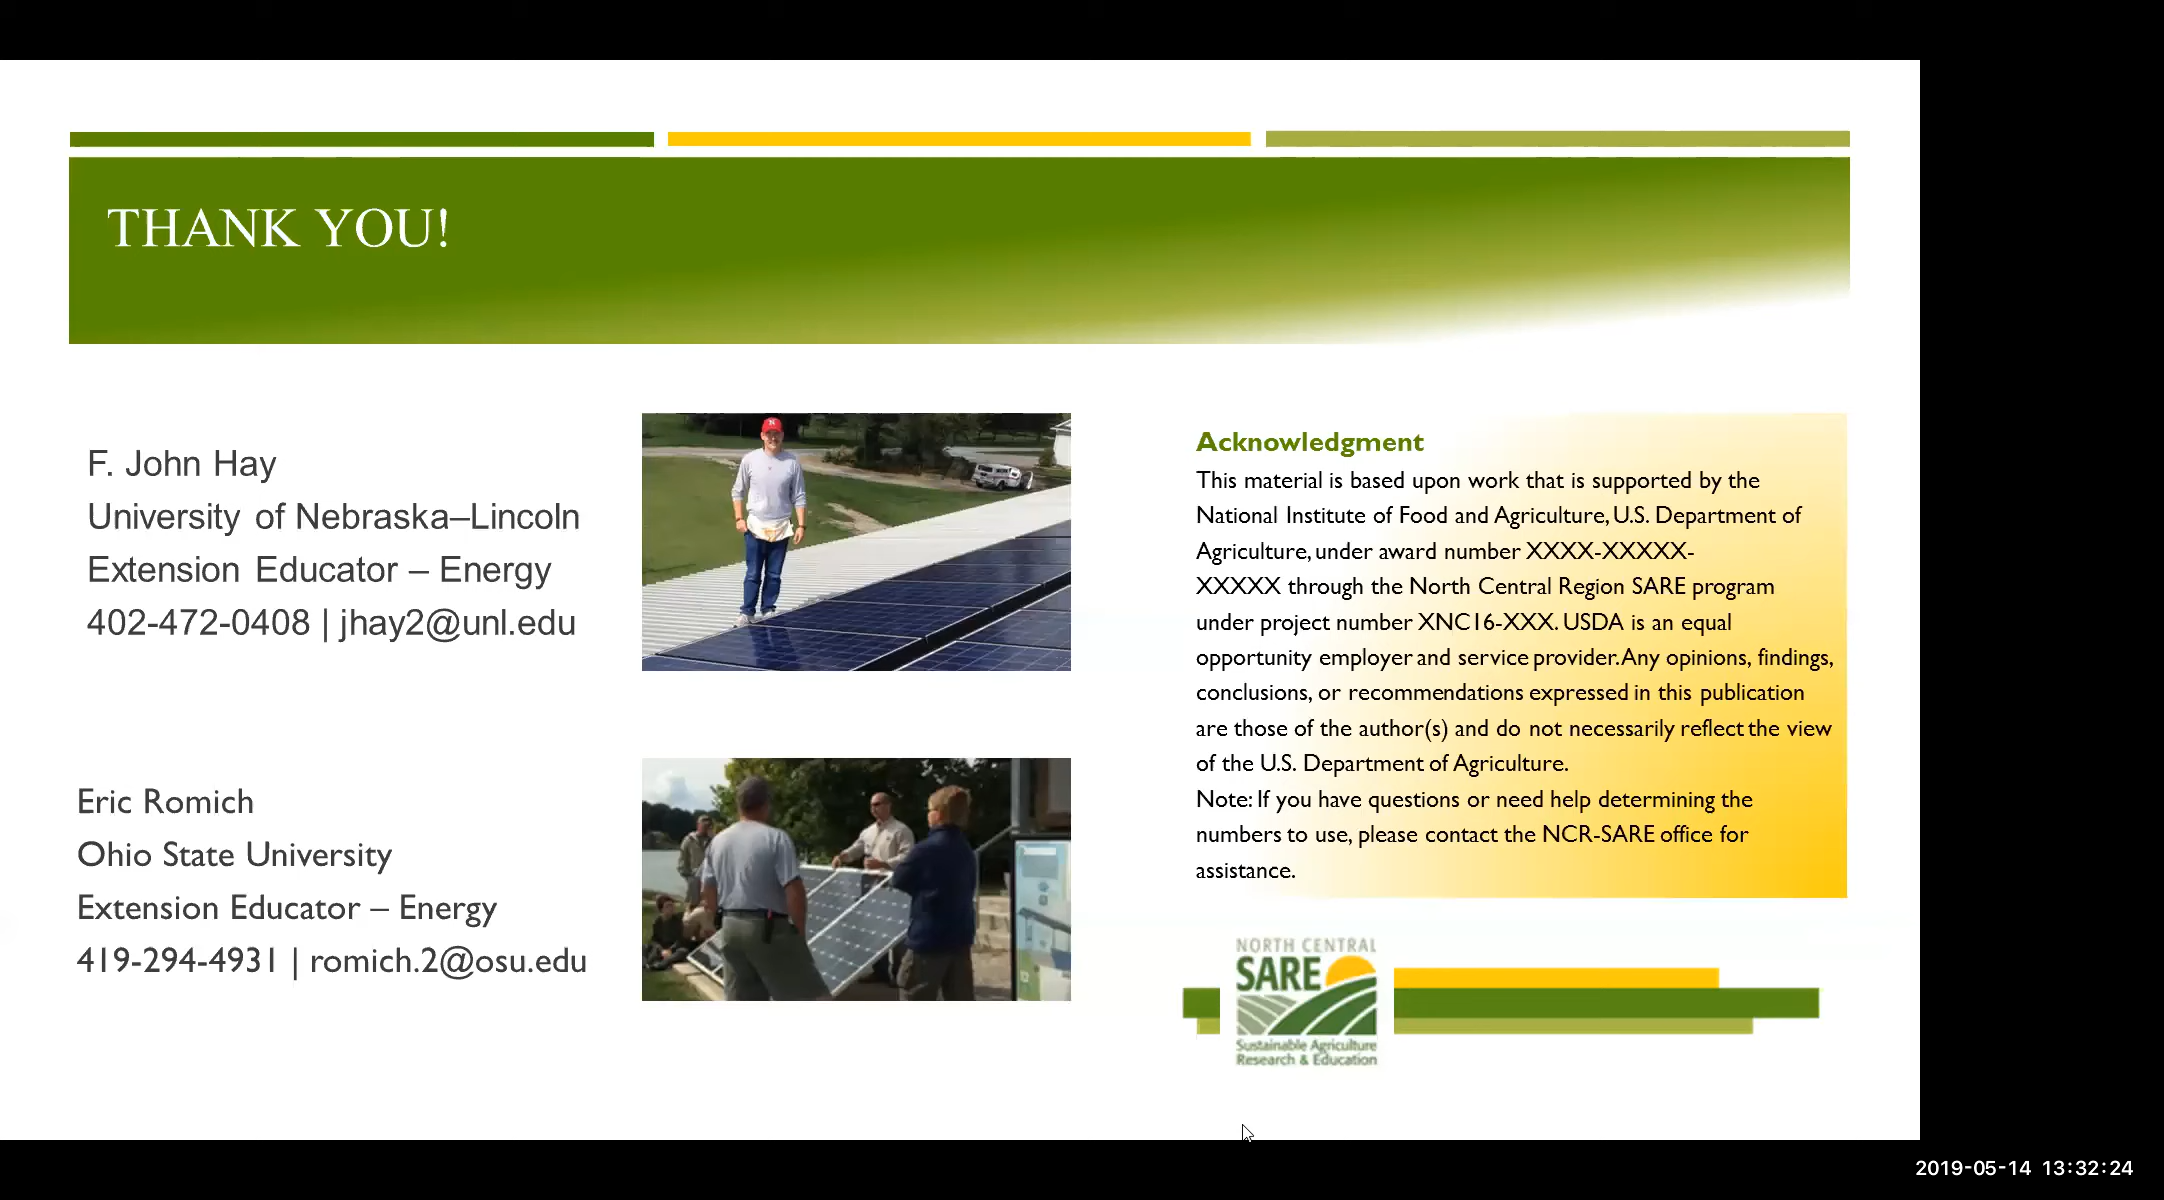 THANK YOU!
F. John Hay
University of Nebraska–Lincoln
Extension Educator – Energy
402-472-0408 | jhay2@unl.edu
Eric Romich
Ohio State University
Extension Educator – Energy
419-294-4931 | romich.2@osu.edu
Acknowledgment
This material is based upon work that is supported by the
National Institute of Food and Agriculture, U.S. Department of
Agriculture, under award number XXXX-XXXXX-
XXXXX through the North Central Region SARE program
under project number XNC16-XXX. USDA is an equal
opportunity employer and service provider. Any opinions, findings,
conclusions, or recommendations expressed in this publication
are those of the author(s) and do not necessarily reflect the view
of the U.S. Department of Agriculture.
Note: If you have questions or need help determining the
numbers to use, please contact the NCR-SARE office for
assistance.
NORTH CENTRAL
SARE
Sustainable Agriculture
Research & Education
2019-05-14 13:32:24